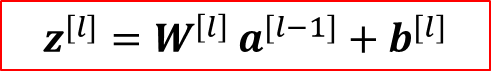 z^[l] = W^[l] a^[l−1] + b^[l]